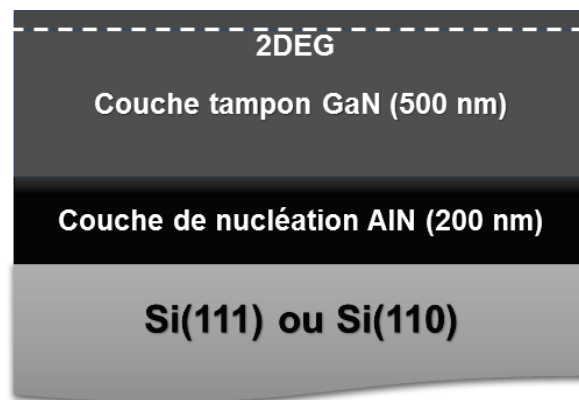 2DEG
Couche tampon GaN (500 nm)
Couche de nucléation AlN (200 nm)
Si(111) ou Si(110)